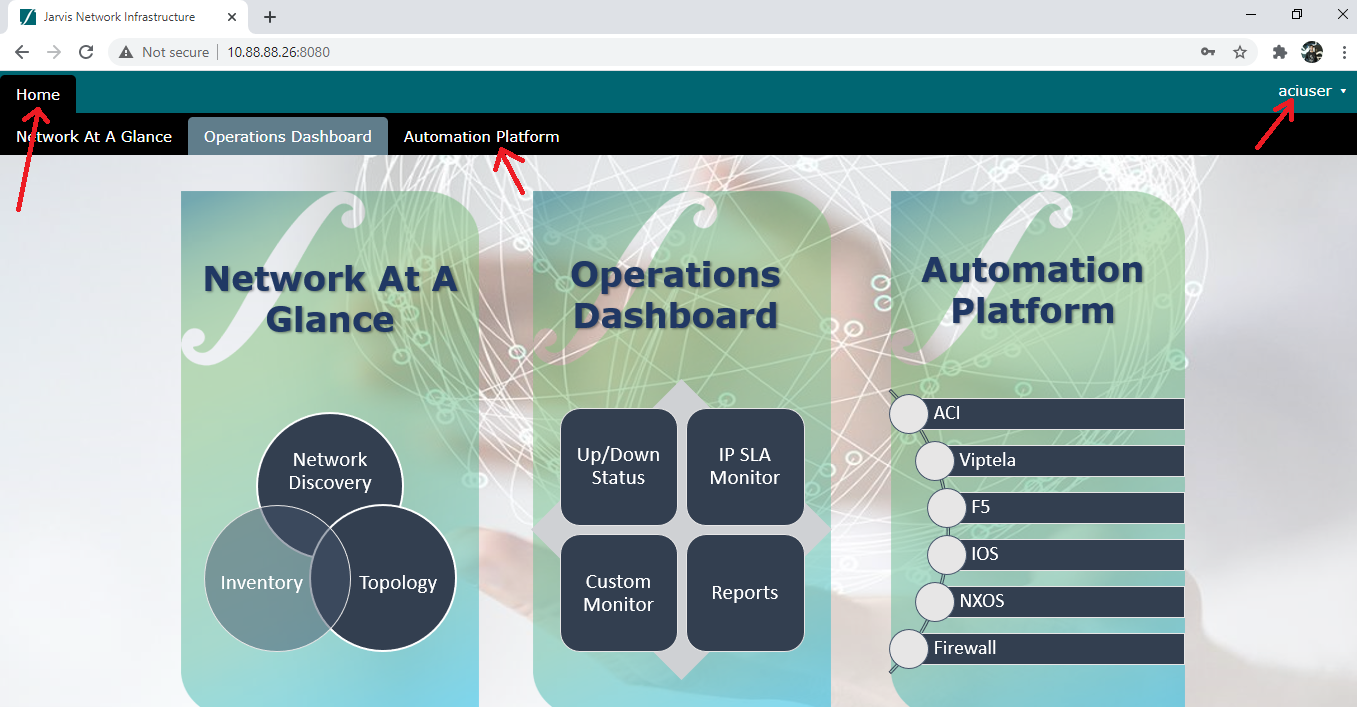 Jarvis Network Infrastructure
Not secure
10.88.88.26:8080
Home
aciuser
Network At A Glance
Operations Dashboard
Automation Platform
Network At A
Glance
Network
Discovery
Inventory
Topology
Operations
Dashboard
Up/Down
Status
IP SLA
Monitor
Custom
Monitor
Reports
Automation
Platform
ACI
Viptela
F5
IOS
NXOS
Firewall